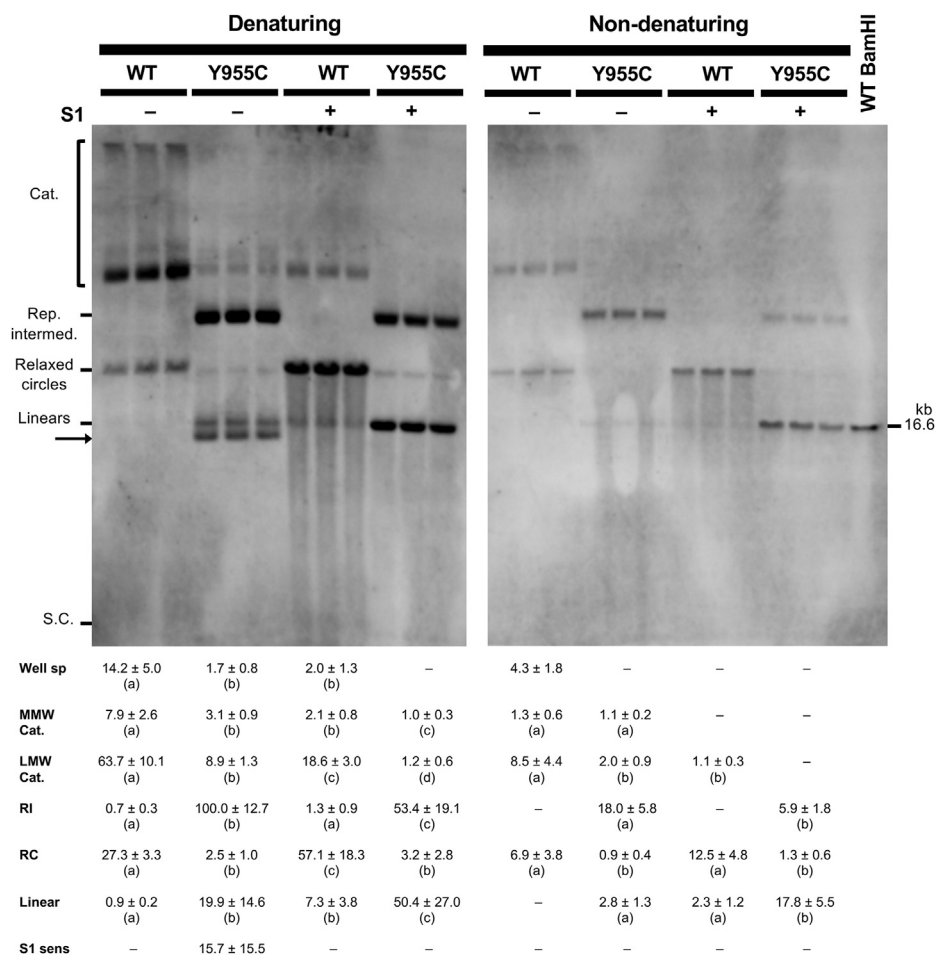 Denaturing Non-denaturing
WT Y955C WT Y955C WT Y955C WT Y955C WT BamHI
S1 – – + + – – + +
Cat.
Rep.
intermed.
Relaxed
circles
Linears
kb
16.6
S.C.
Well sp 14.2 ± 5.0 1.7 ± 0.8 2.0 ± 1.3 – 4.3 ± 1.8 – – –
(a) (b) (b)
MMW 7.9 ± 2.6 3.1 ± 0.9 2.1 ± 0.8 1.0 ± 0.3 1.3 ± 0.6 1.1 ± 0.2 – –
Cat. (a) (b) (b) (c) (a) (a)
LMW 63.7 ± 10.1 8.9 ± 1.3 18.6 ± 3.0 1.2 ± 0.6 8.5 ± 4.4 2.0 ± 0.9 1.1 ± 0.3 –
Cat. (a) (b) (c) (d) (a) (b) (b)
RI 0.7 ± 0.3 100.0 ± 12.7 1.3 ± 0.9 53.4 ± 19.1 – 18.0 ± 5.8 – 5.9 ± 1.8
(a) (b) (a) (c) (a) (b)
RC 27.3 ± 3.3 2.5 ± 1.0 57.1 ± 18.3 3.2 ± 2.8 6.9 ± 3.8 0.9 ± 0.4 12.5 ± 4.8 1.3 ± 0.6
(a) (b) (c) (b) (a) (b) (a) (b)
Linear 0.9 ± 0.2 19.9 ± 14.6 7.3 ± 3.8 50.4 ± 27.0 – 2.8 ± 1.3 2.3 ± 1.2 17.8 ± 5.5
(a) (b) (b) (c) (a) (a) (b)
S1 sens – 15.7 ± 15.5 – – – – – –